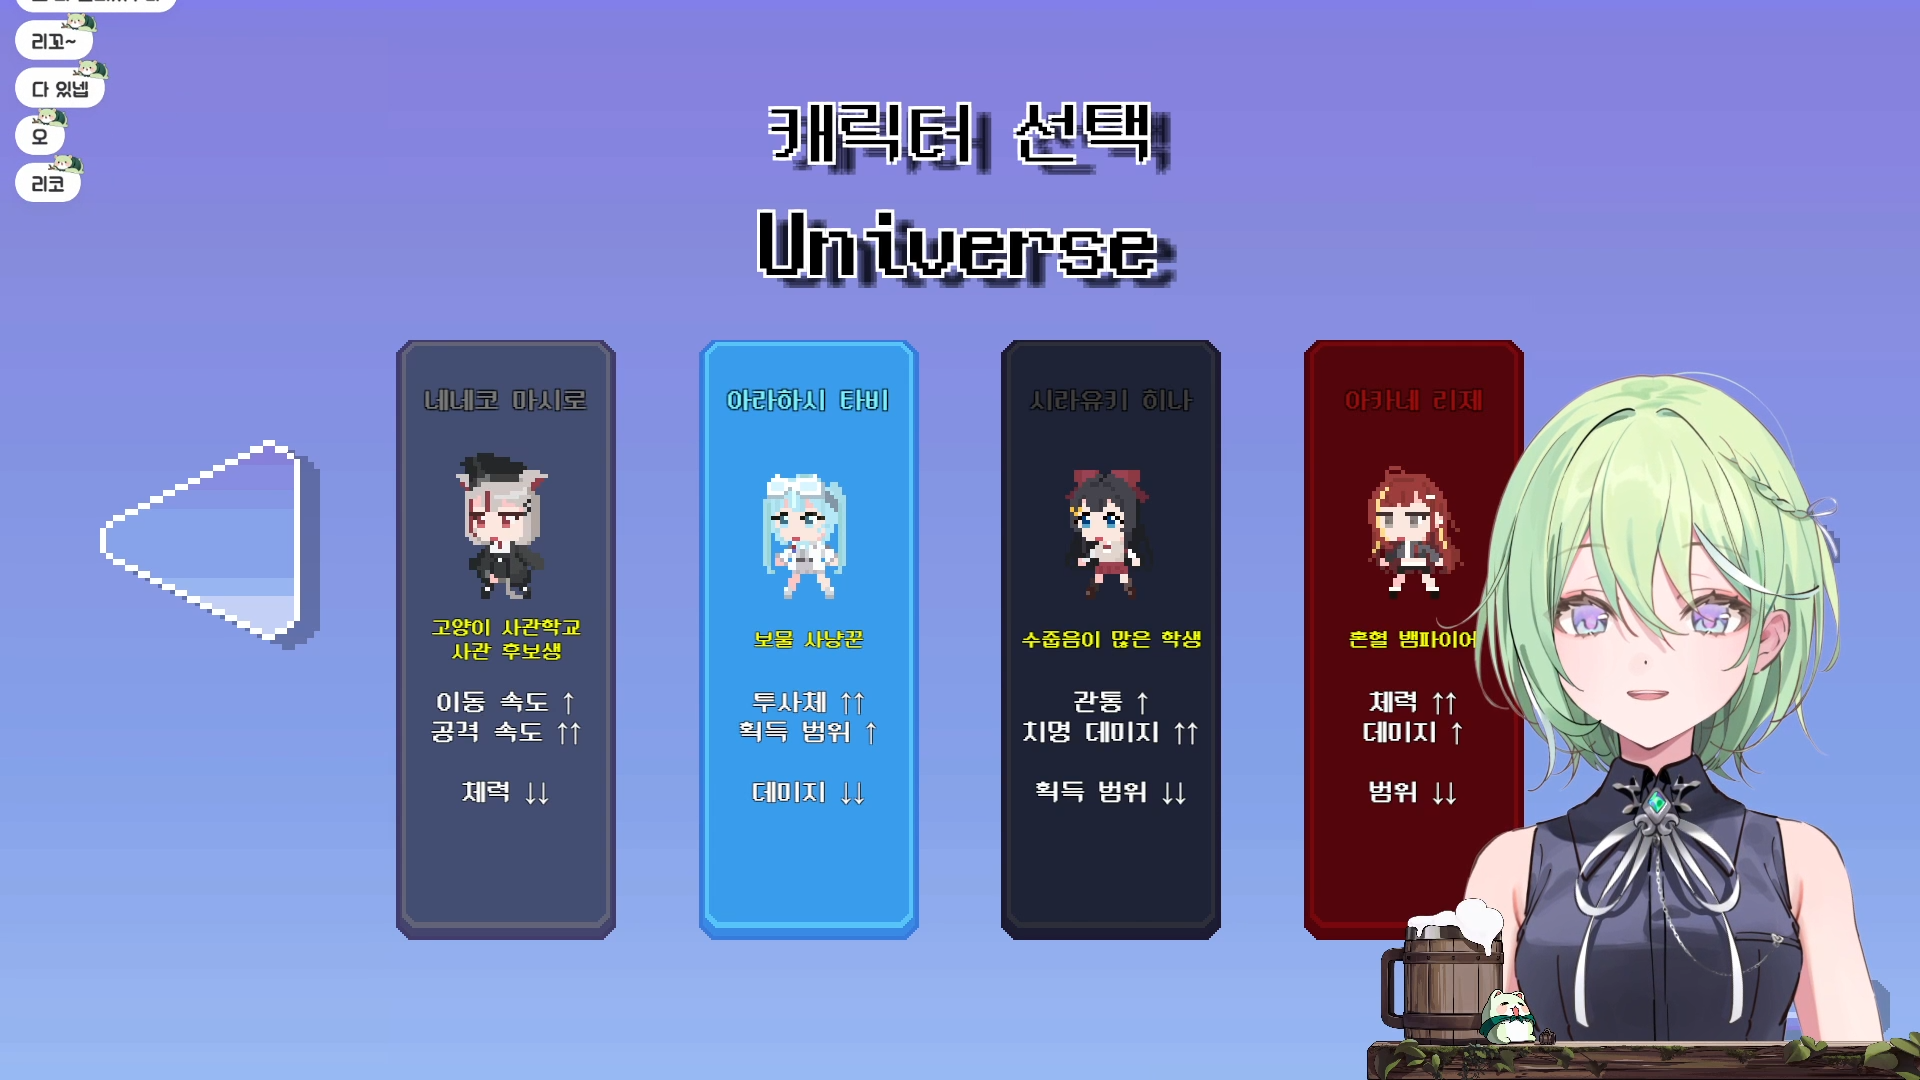 리꼬~
다 있넵
오
리코
캐릭터 선택
Universe
네네코 마시로
고양이 사관학교
사관 후보생
이동 속도 ↑
공격 속도 ↑↑
체력 ↓↓
아라하시 타비
보물 사냥꾼
투사체 ↑↑
획득 범위 ↑
데미지 ↓↓
시라유키 히나
수줍음이 많은 학생
관통 ↑
치명 데미지 ↑↑
획득 범위 ↓↓
아카네 리제
혼혈 뱀파이어
체력 ↑↑
데미지 ↑
범위 ↓↓